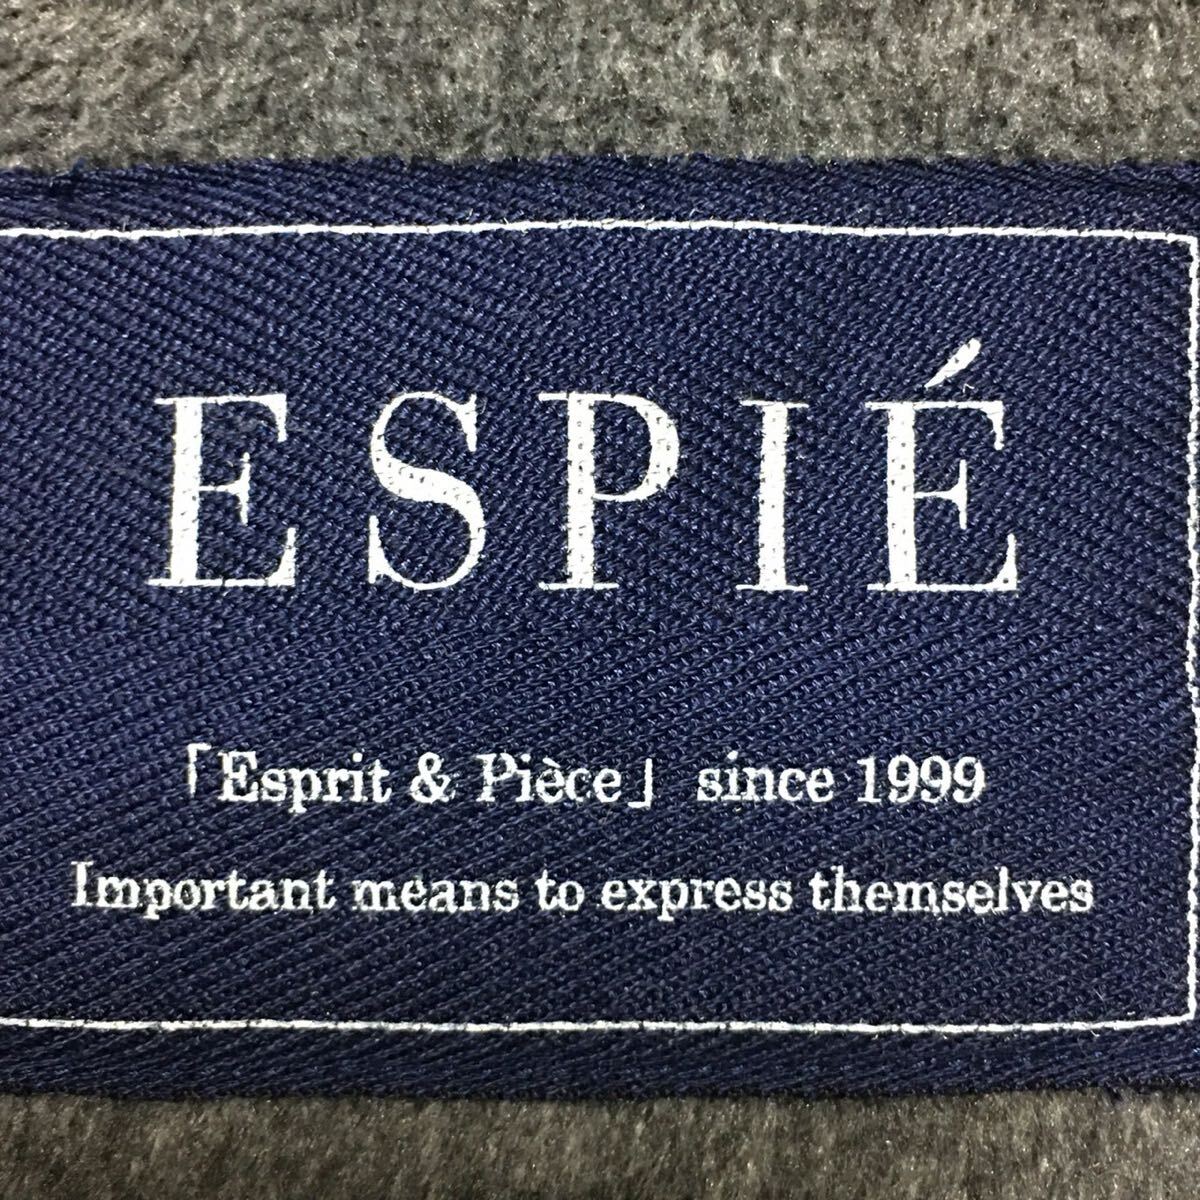 ESPIÉ
「Esprit & Pièce」 since 1999
Important means to express themselves